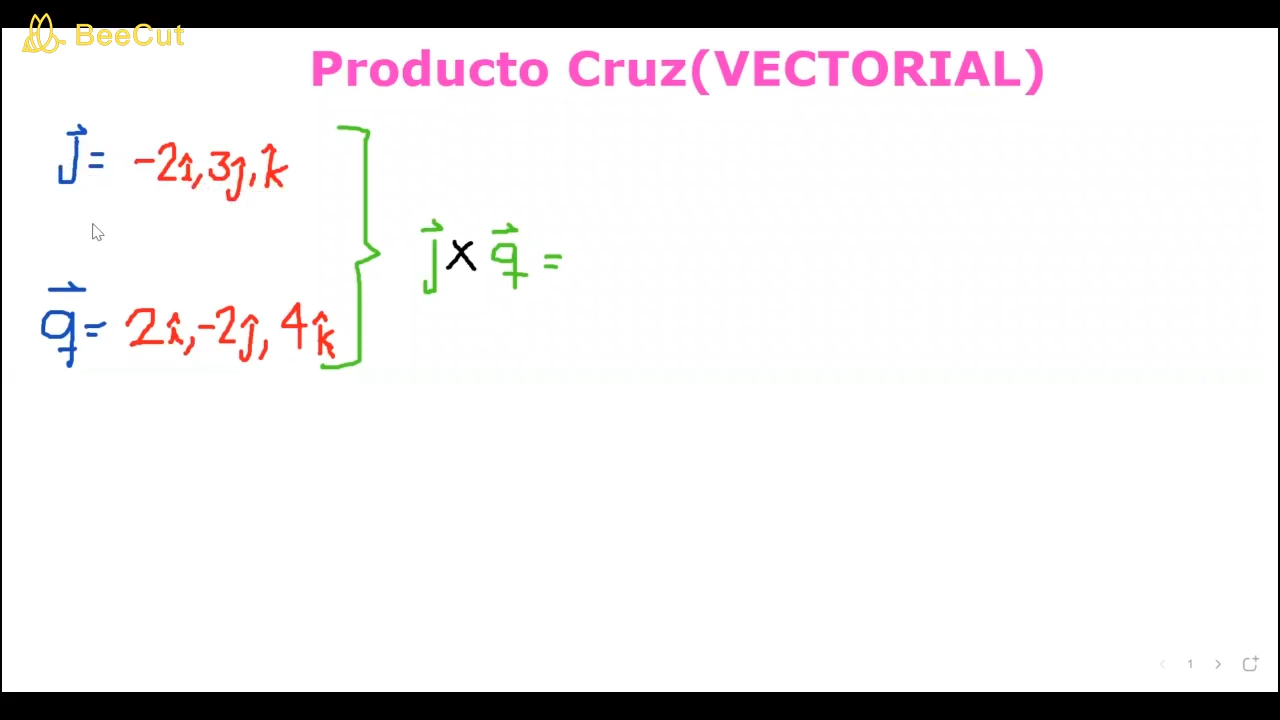 BeeCut
Producto Cruz(VECTORIAL)
J⃗ = -2î, 3ĵ, k̂
q⃗ = 2î, -2ĵ, 4k̂
j⃗ x q⃗ =
1